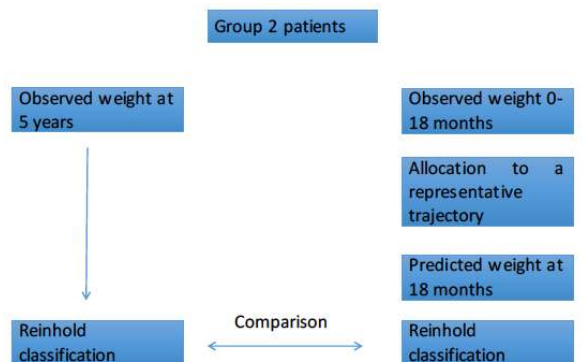 Group 2 patients
Observed weight at
5 years
Observed weight 0-
18 months
Allocation to a
representative
trajectory
Predicted weight at
18 months
Reinhold
classification
Comparison
Reinhold
classification